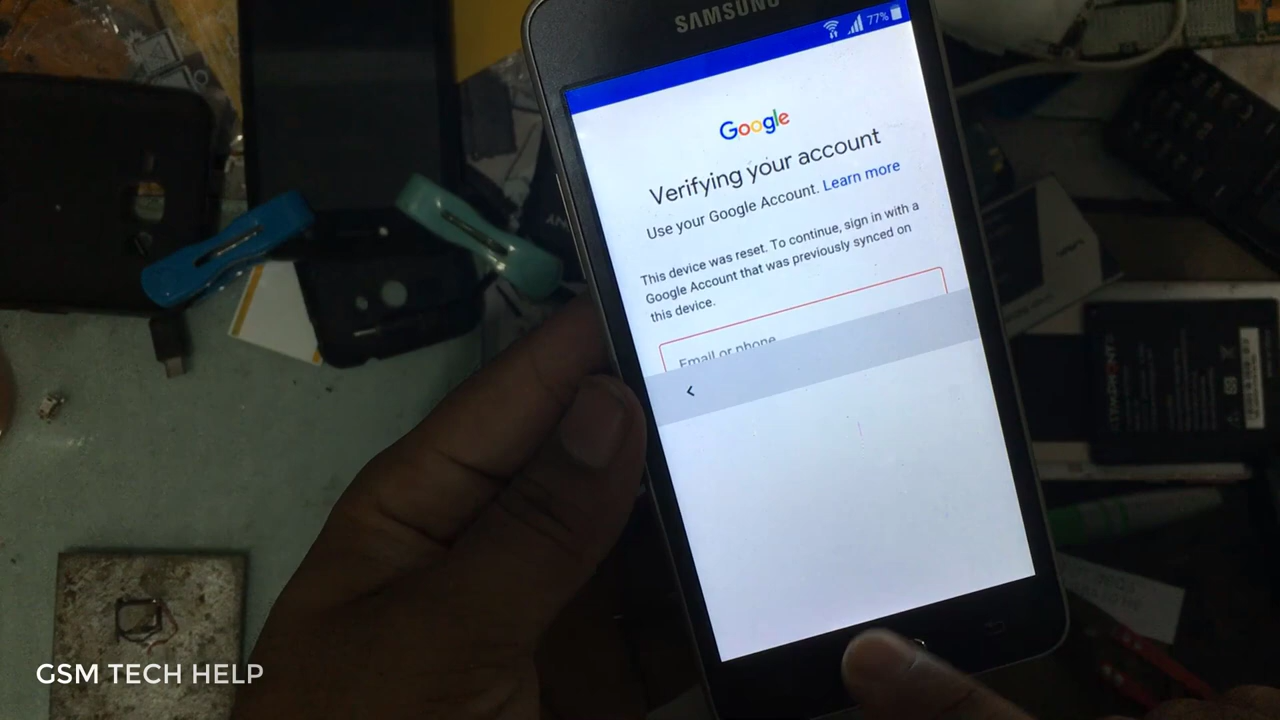 SAMSUNG
77%
Google
Verifying your account
Use your Google Account. Learn more
This device was reset. To continue, sign in with a
Google Account that was previously synced on
this device.
Email or phone
GSM TECH HELP